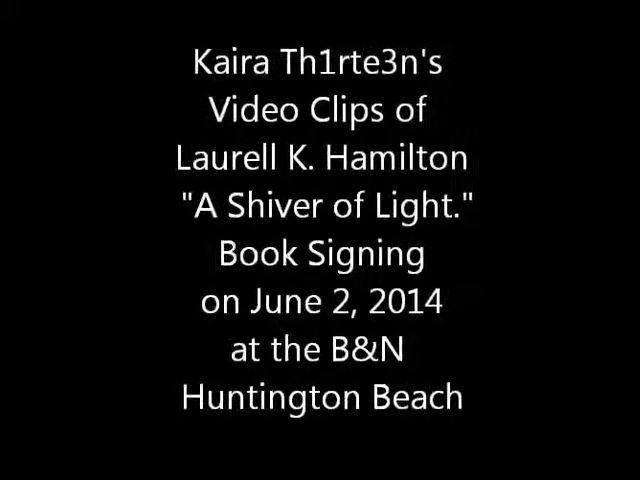 Kaira Th1rte3n's
Video Clips of
Laurell K. Hamilton
"A Shiver of Light."
Book Signing
on June 2, 2014
at the B&N
Huntington Beach